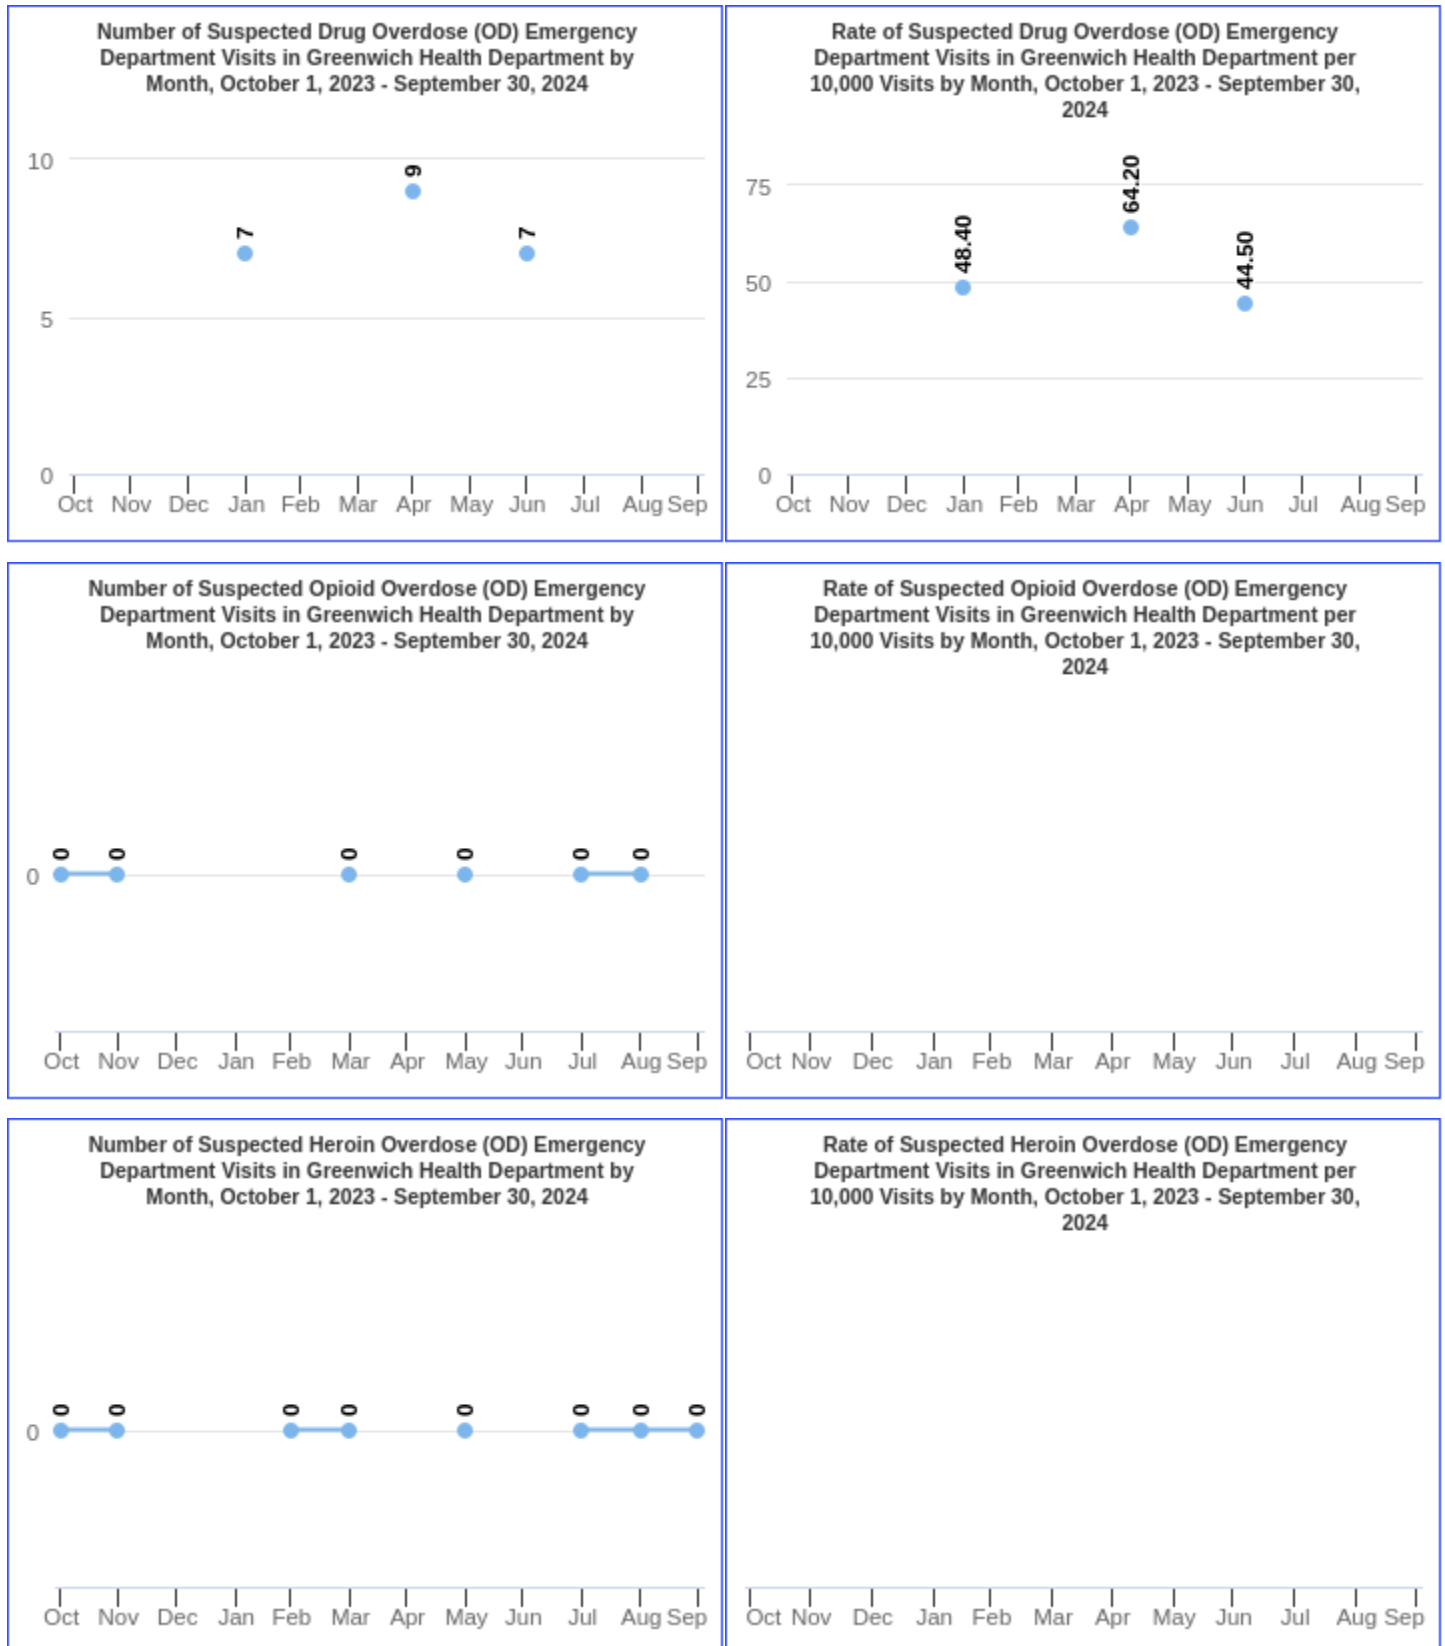 Number of Suspected Drug Overdose (OD) Emergency
Department Visits in Greenwich Health Department by
Month, October 1, 2023 - September 30, 2024
10
5
0
7
9
7
Oct Nov Dec Jan Feb Mar Apr May Jun Jul Aug Sep
Rate of Suspected Drug Overdose (OD) Emergency
Department Visits in Greenwich Health Department per
10,000 Visits by Month, October 1, 2023 - September 30,
2024
75
50
25
0
48.40
64.20
44.50
Oct Nov Dec Jan Feb Mar Apr May Jun Jul Aug Sep
Number of Suspected Opioid Overdose (OD) Emergency
Department Visits in Greenwich Health Department by
Month, October 1, 2023 - September 30, 2024
0 0 0 0 0 0
0
Oct Nov Dec Jan Feb Mar Apr May Jun Jul Aug Sep
Rate of Suspected Opioid Overdose (OD) Emergency
Department Visits in Greenwich Health Department per
10,000 Visits by Month, October 1, 2023 - September 30,
2024
Oct Nov Dec Jan Feb Mar Apr May Jun Jul Aug Sep
Number of Suspected Heroin Overdose (OD) Emergency
Department Visits in Greenwich Health Department by
Month, October 1, 2023 - September 30, 2024
0 0 0 0 0 0 0 0
0
Oct Nov Dec Jan Feb Mar Apr May Jun Jul Aug Sep
Rate of Suspected Heroin Overdose (OD) Emergency
Department Visits in Greenwich Health Department per
10,000 Visits by Month, October 1, 2023 - September 30,
2024
Oct Nov Dec Jan Feb Mar Apr May Jun Jul Aug Sep